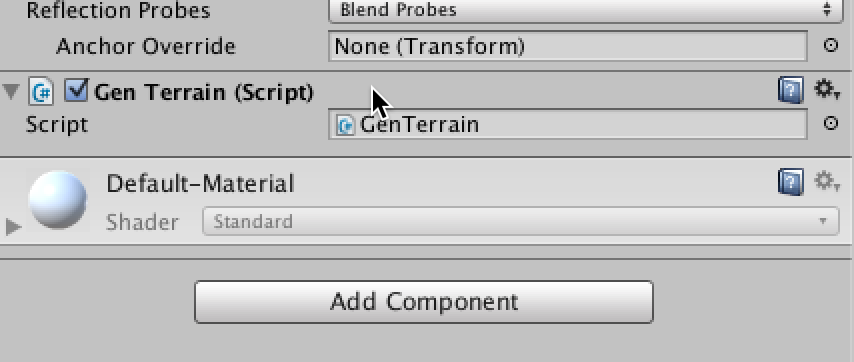 Reflection Probes Blend Probes
Anchor Override None (Transform)
Gen Terrain (Script)
Script GenTerrain
Default-Material
Shader Standard
Add Component